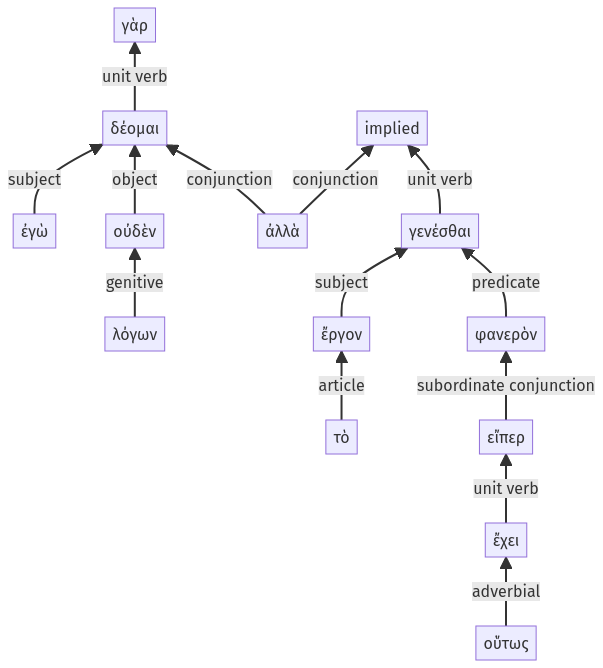 γὰρ
unit verb
δέομαι
implied
subject
object
conjunction
conjunction
unit verb
ἐγὼ
οὐδὲν
ἀλλὰ
γενέσθαι
genitive
subject
predicate
λόγων
ἔργον
φανερὸν
article
subordinate conjunction
τὸ
εἴπερ
unit verb
ἔχει
adverbial
οὕτως